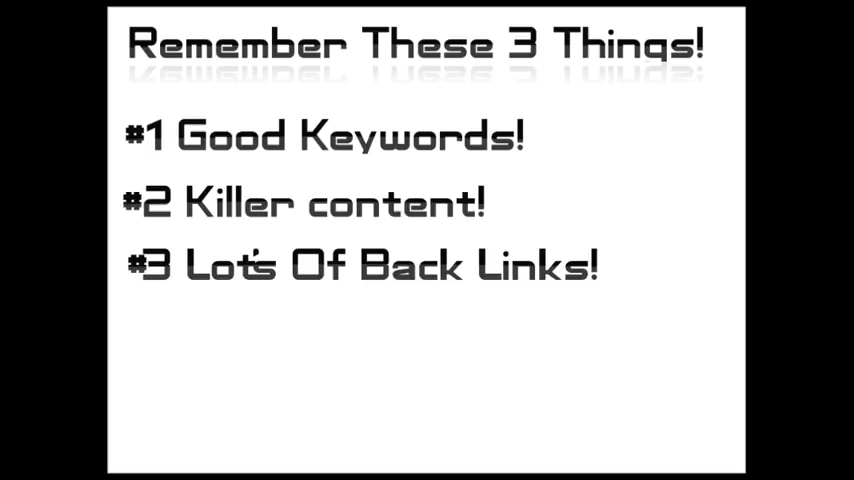 Remember These 3 Things!
#1 Good Keywords!
#2 Killer content!
#3 Lot's Of Back Links!